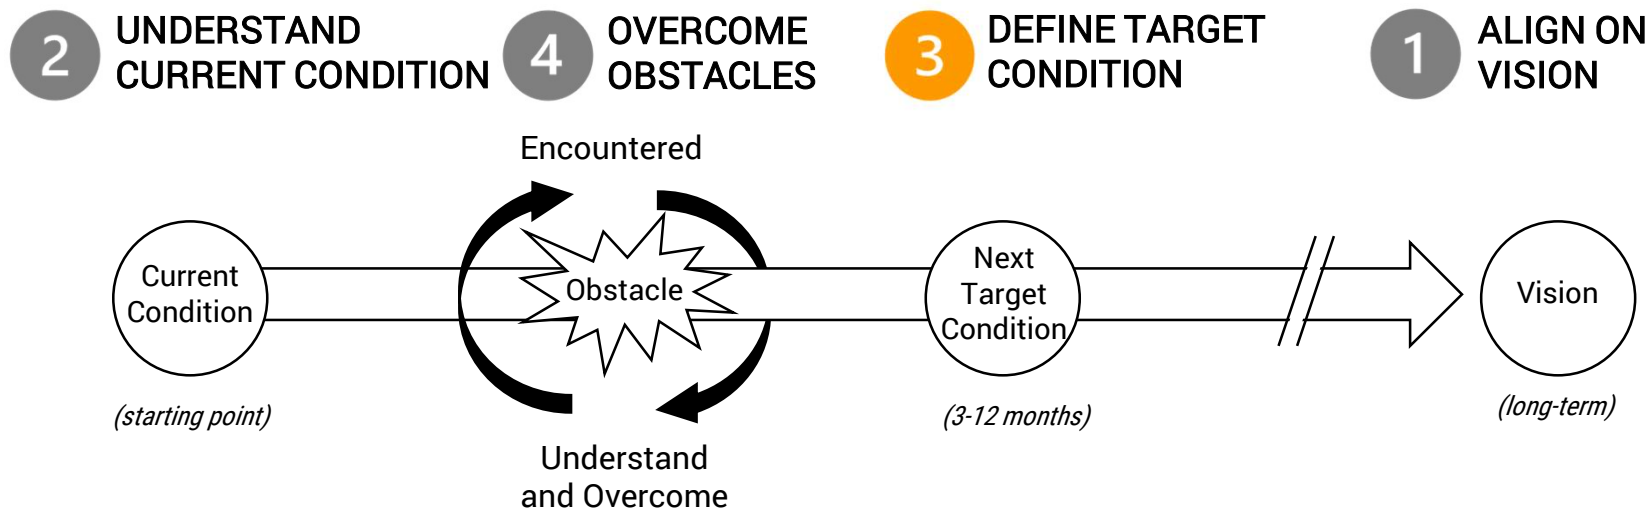 2
UNDERSTAND
CURRENT CONDITION
4
OVERCOME
OBSTACLES
3
DEFINE TARGET
CONDITION
1
ALIGN ON
VISION
Encountered
Current
Condition
Obstacle
Next
Target
Condition
Vision
(starting point)
(3-12 months)
(long-term)
Understand
and Overcome